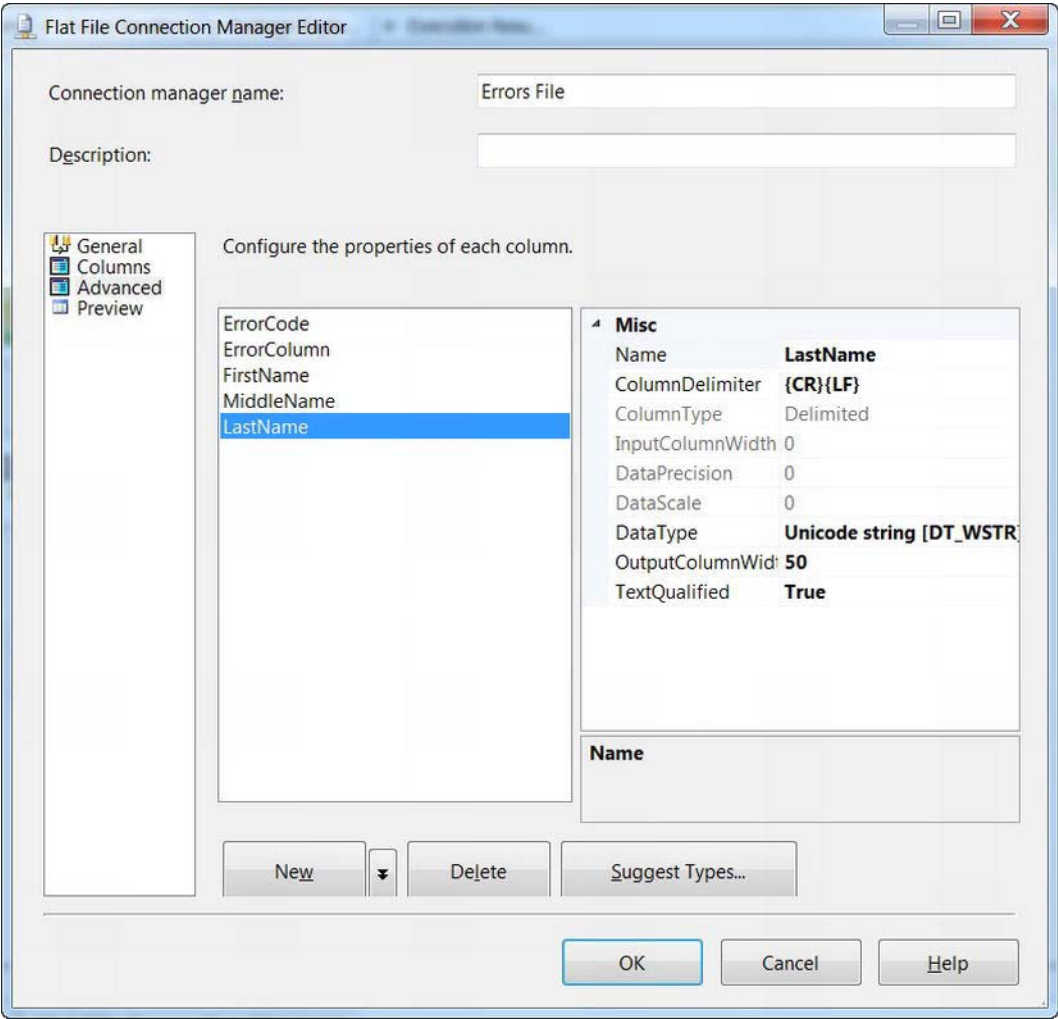 Flat File Connection Manager Editor
Connection manager name: Errors File
Description:
General
Columns
Advanced
Preview
Configure the properties of each column.
ErrorCode
ErrorColumn
FirstName
MiddleName
LastName
Misc
Name LastName
ColumnDelimiter {CR}{LF}
ColumnType Delimited
InputColumnWidth 0
DataPrecision 0
DataScale 0
DataType Unicode string [DT_WSTR]
OutputColumnWidt 50
TextQualified True
Name
New Delete Suggest Types...
OK Cancel Help